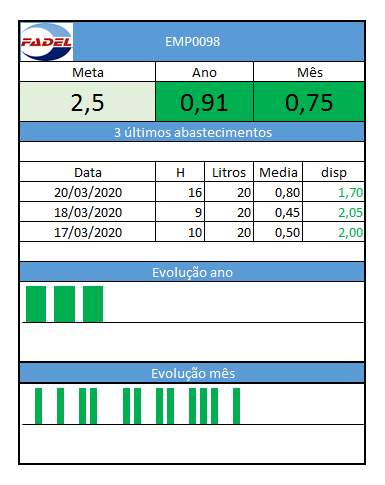 FADEL
EMP0098
Meta Ano Mês
2,5 0,91 0,75
3 últimos abastecimentos
Data H Litros Media disp
20/03/2020 16 20 0,80 1,70
18/03/2020 9 20 0,45 2,05
17/03/2020 10 20 0,50 2,00
Evolução ano
Evolução mês